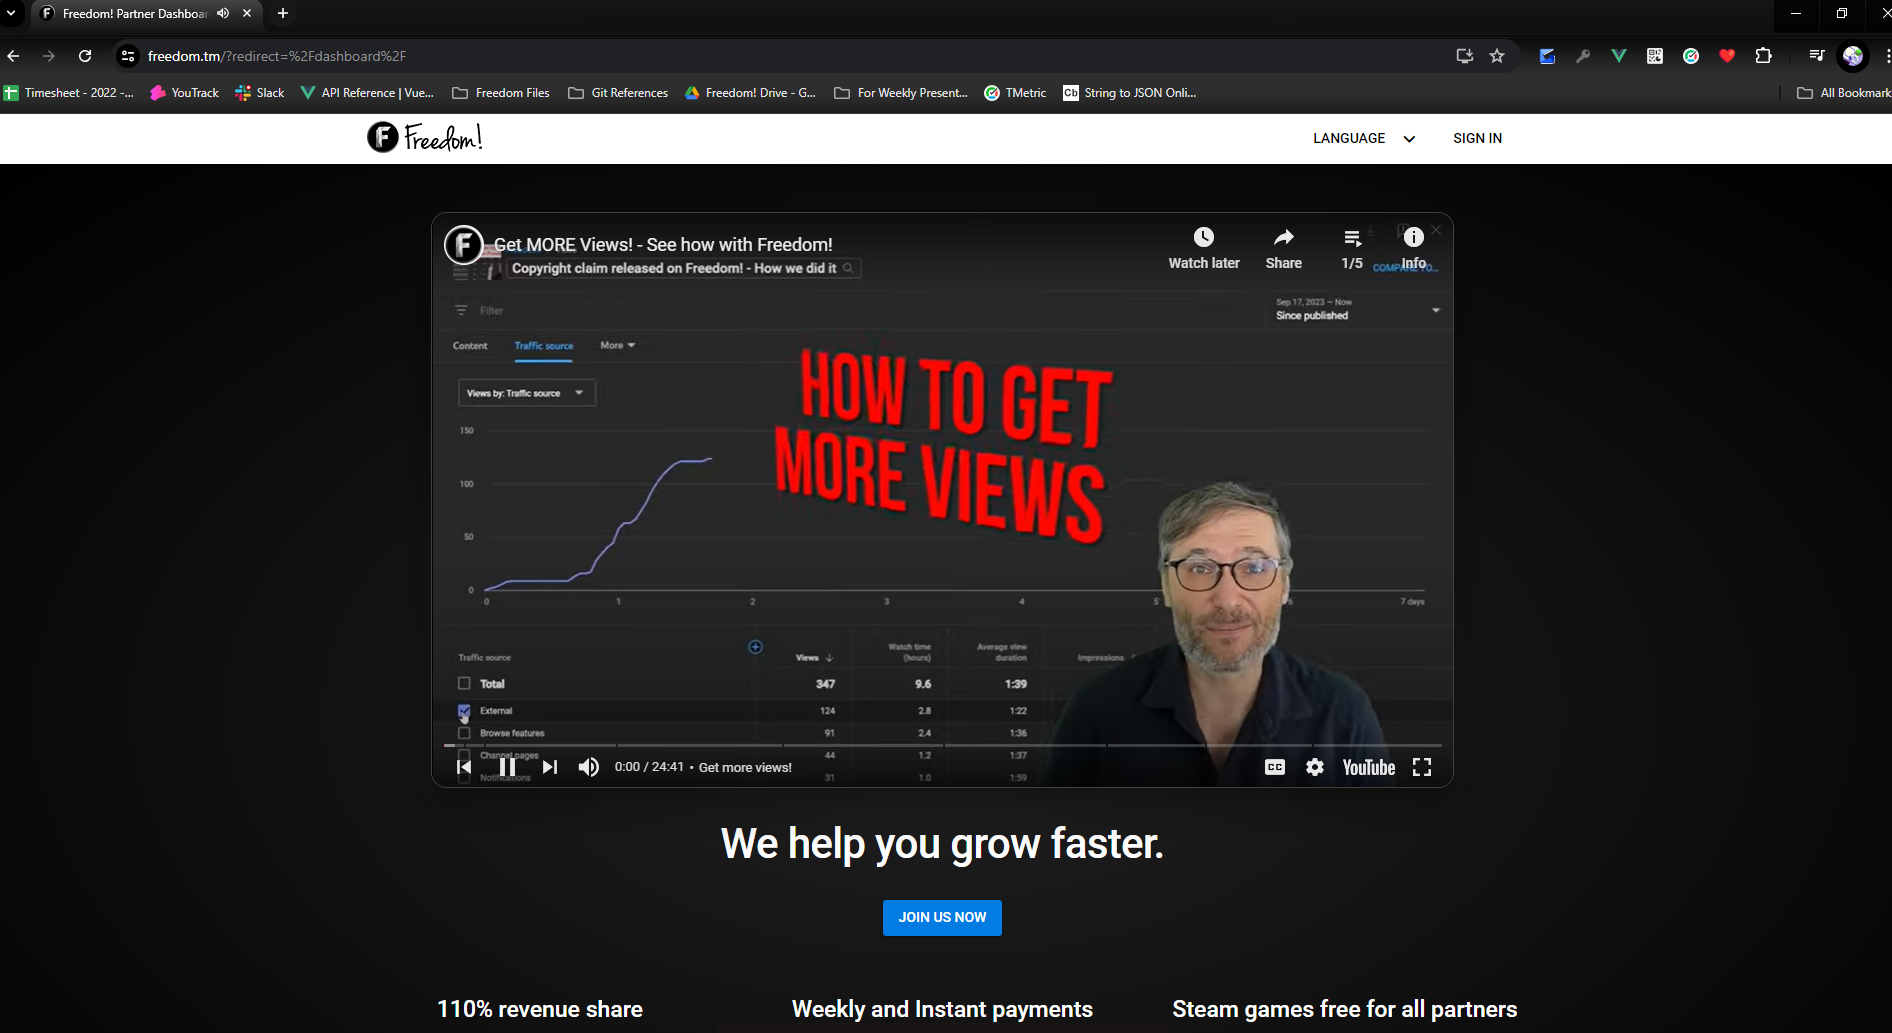 Freedom! Partner Dashboar
freedom.tm/?redirect=%2Fdashboard%2F
Timesheet - 2022 -... YouTrack Slack API Reference | Vue... Freedom Files Git References Freedom! Drive - G... For Weekly Present... TMetric Cb String to JSON Onli... All Bookmark
F Freedom! LANGUAGE SIGN IN
F Get MORE Views! - See how with Freedom! Watch later Share 1/5 Info
Copyright claim released on Freedom! - How we did it COMPARE TO...
Filter
Sep 17, 2023 – Now
Since published
Content Traffic source More
Views by: Traffic source
HOW TO GET
MORE VIEWS
150
100
50
0
0 1 2 3 4 5 6 7 days
Traffic source Views Watch time (hours) Average view duration Impressions
Total 347 9.6 1:39
External 124 2.8 1:22
Browse features 91 2.4 1:36
Channel pages 44 1.2 1:37
Notifications 31 1.0 1:59
0:00 / 24:41 • Get more views! CC YouTube
We help you grow faster.
JOIN US NOW
110% revenue share Weekly and Instant payments Steam games free for all partners